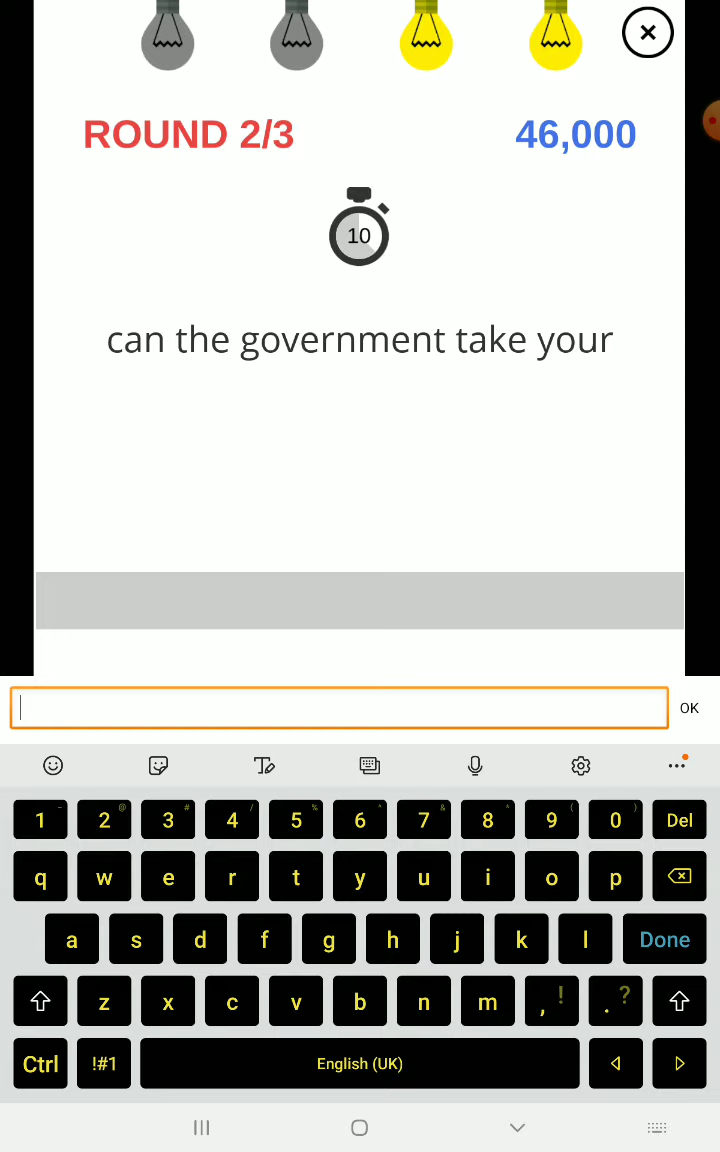 ROUND 2/3 46,000
10
can the government take your
OK
1 - 2 @ 3 # 4 / 5 % 6 ^ 7 & 8 * 9 ( 0 ) Del
q w e r t y u i o p
a s d f g h j k l Done
z x c v b n m , ! . ?
Ctrl !#1 English (UK)